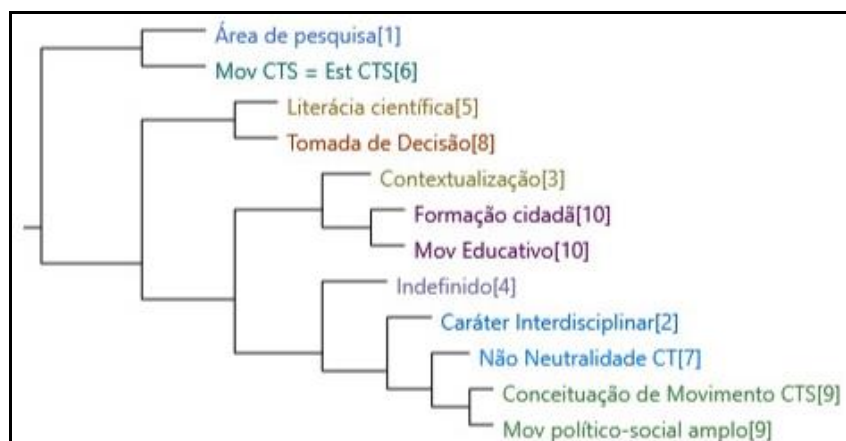 Área de pesquisa[1]
Mov CTS = Est CTS[6]
Literácia científica[5]
Tomada de Decisão[8]
Contextualização[3]
Formação cidadã[10]
Mov Educativo[10]
Indefinido[4]
Caráter Interdisciplinar[2]
Não Neutralidade CT[7]
Conceituação de Movimento CTS[9]
Mov político-social amplo[9]